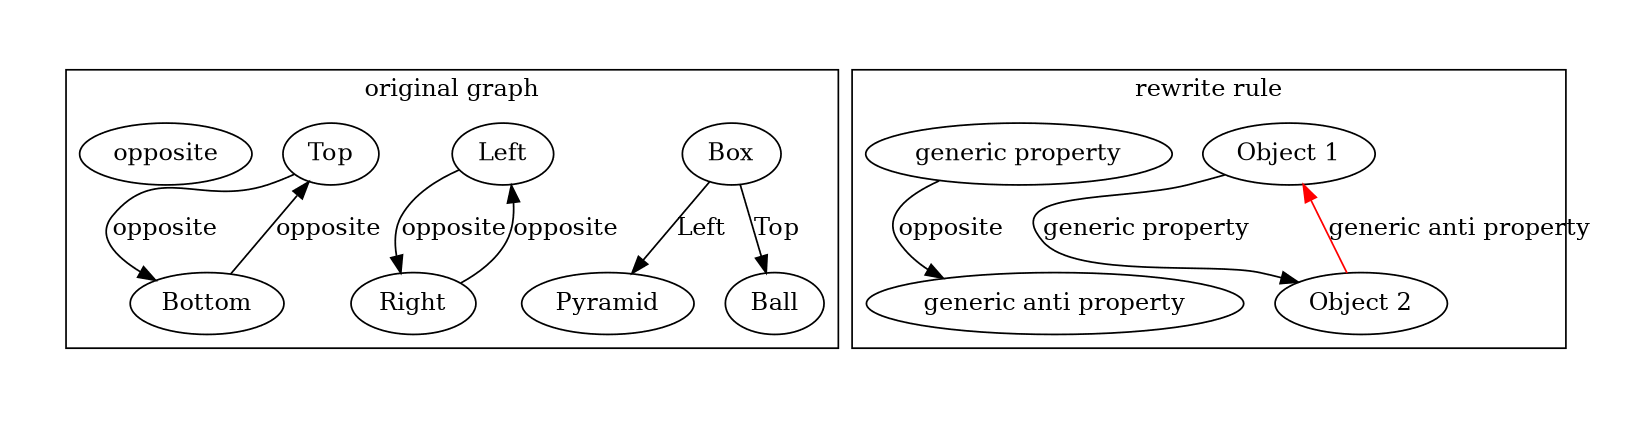 original graph
opposite
Top
Left
Box
opposite
opposite
opposite
opposite
Left
Top
Bottom
Right
Pyramid
Ball
rewrite rule
generic property
Object 1
opposite
generic property
generic anti property
generic anti property
Object 2